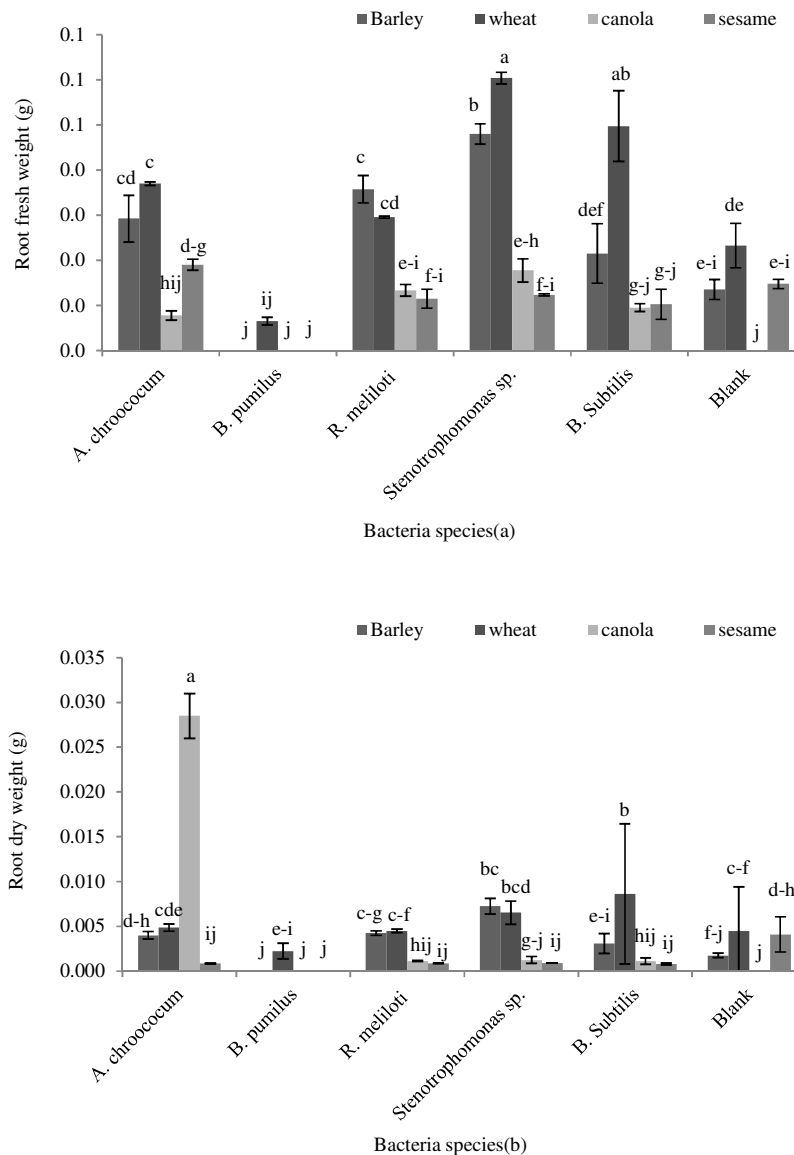 Barley wheat canola sesame
Root fresh weight (g)
0.1
0.1
0.1
0.0
0.0
0.0
0.0
0.0
cd c hij d-g
j ij j j
c cd e-i f-i
b a e-h f-i
def ab g-j g-j
e-i de j e-i
A. chroococum
B. pumilus
R. meliloti
Stenotrophomonas sp.
B. Subtilis
Blank
Bacteria species(a)
Barley wheat canola sesame
Root dry weight (g)
0.035
0.030
0.025
0.020
0.015
0.010
0.005
0.000
d-h cde a ij
j e-i j j
c-g c-f hij ij
bc bcd g-j ij
e-i b hij ij
f-j c-f j d-h
A. chroococum
B. pumilus
R. meliloti
Stenotrophomonas sp.
B. Subtilis
Blank
Bacteria species(b)